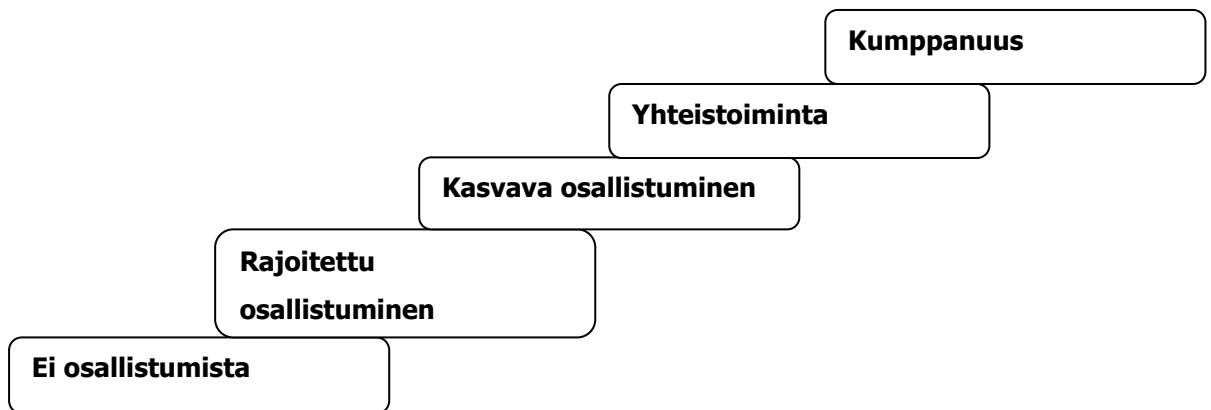 Kumppanuus
Yhteistoiminta
Kasvava osallistuminen
Rajoitettu
osallistuminen
Ei osallistumista